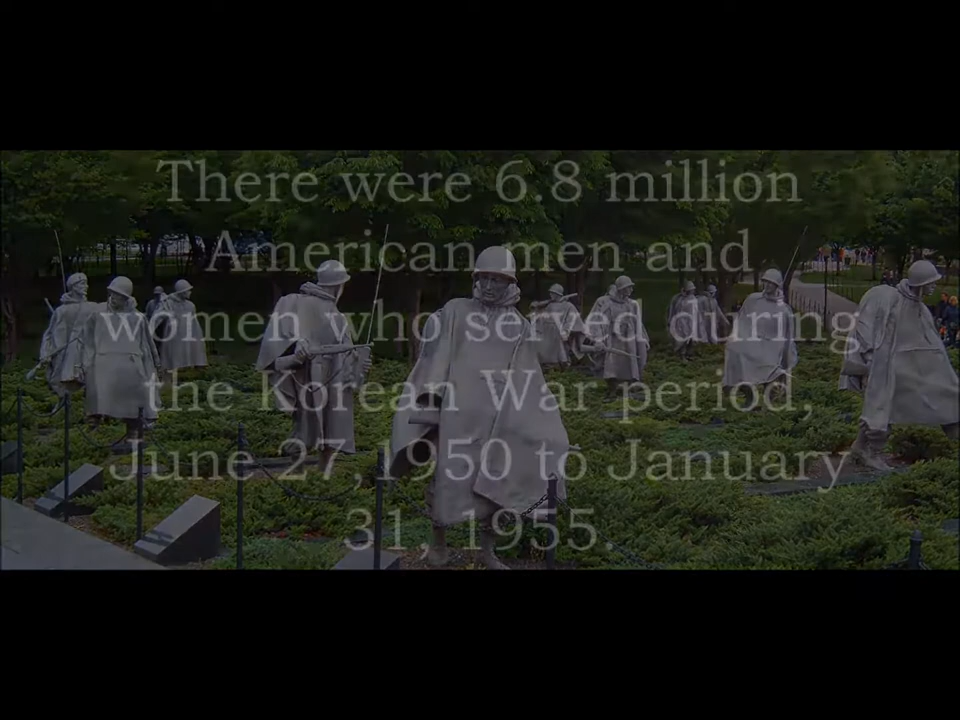 There were 6.8 million
American men and
women who served during
the Korean War period,
June 27,1950 to January
31, 1955.